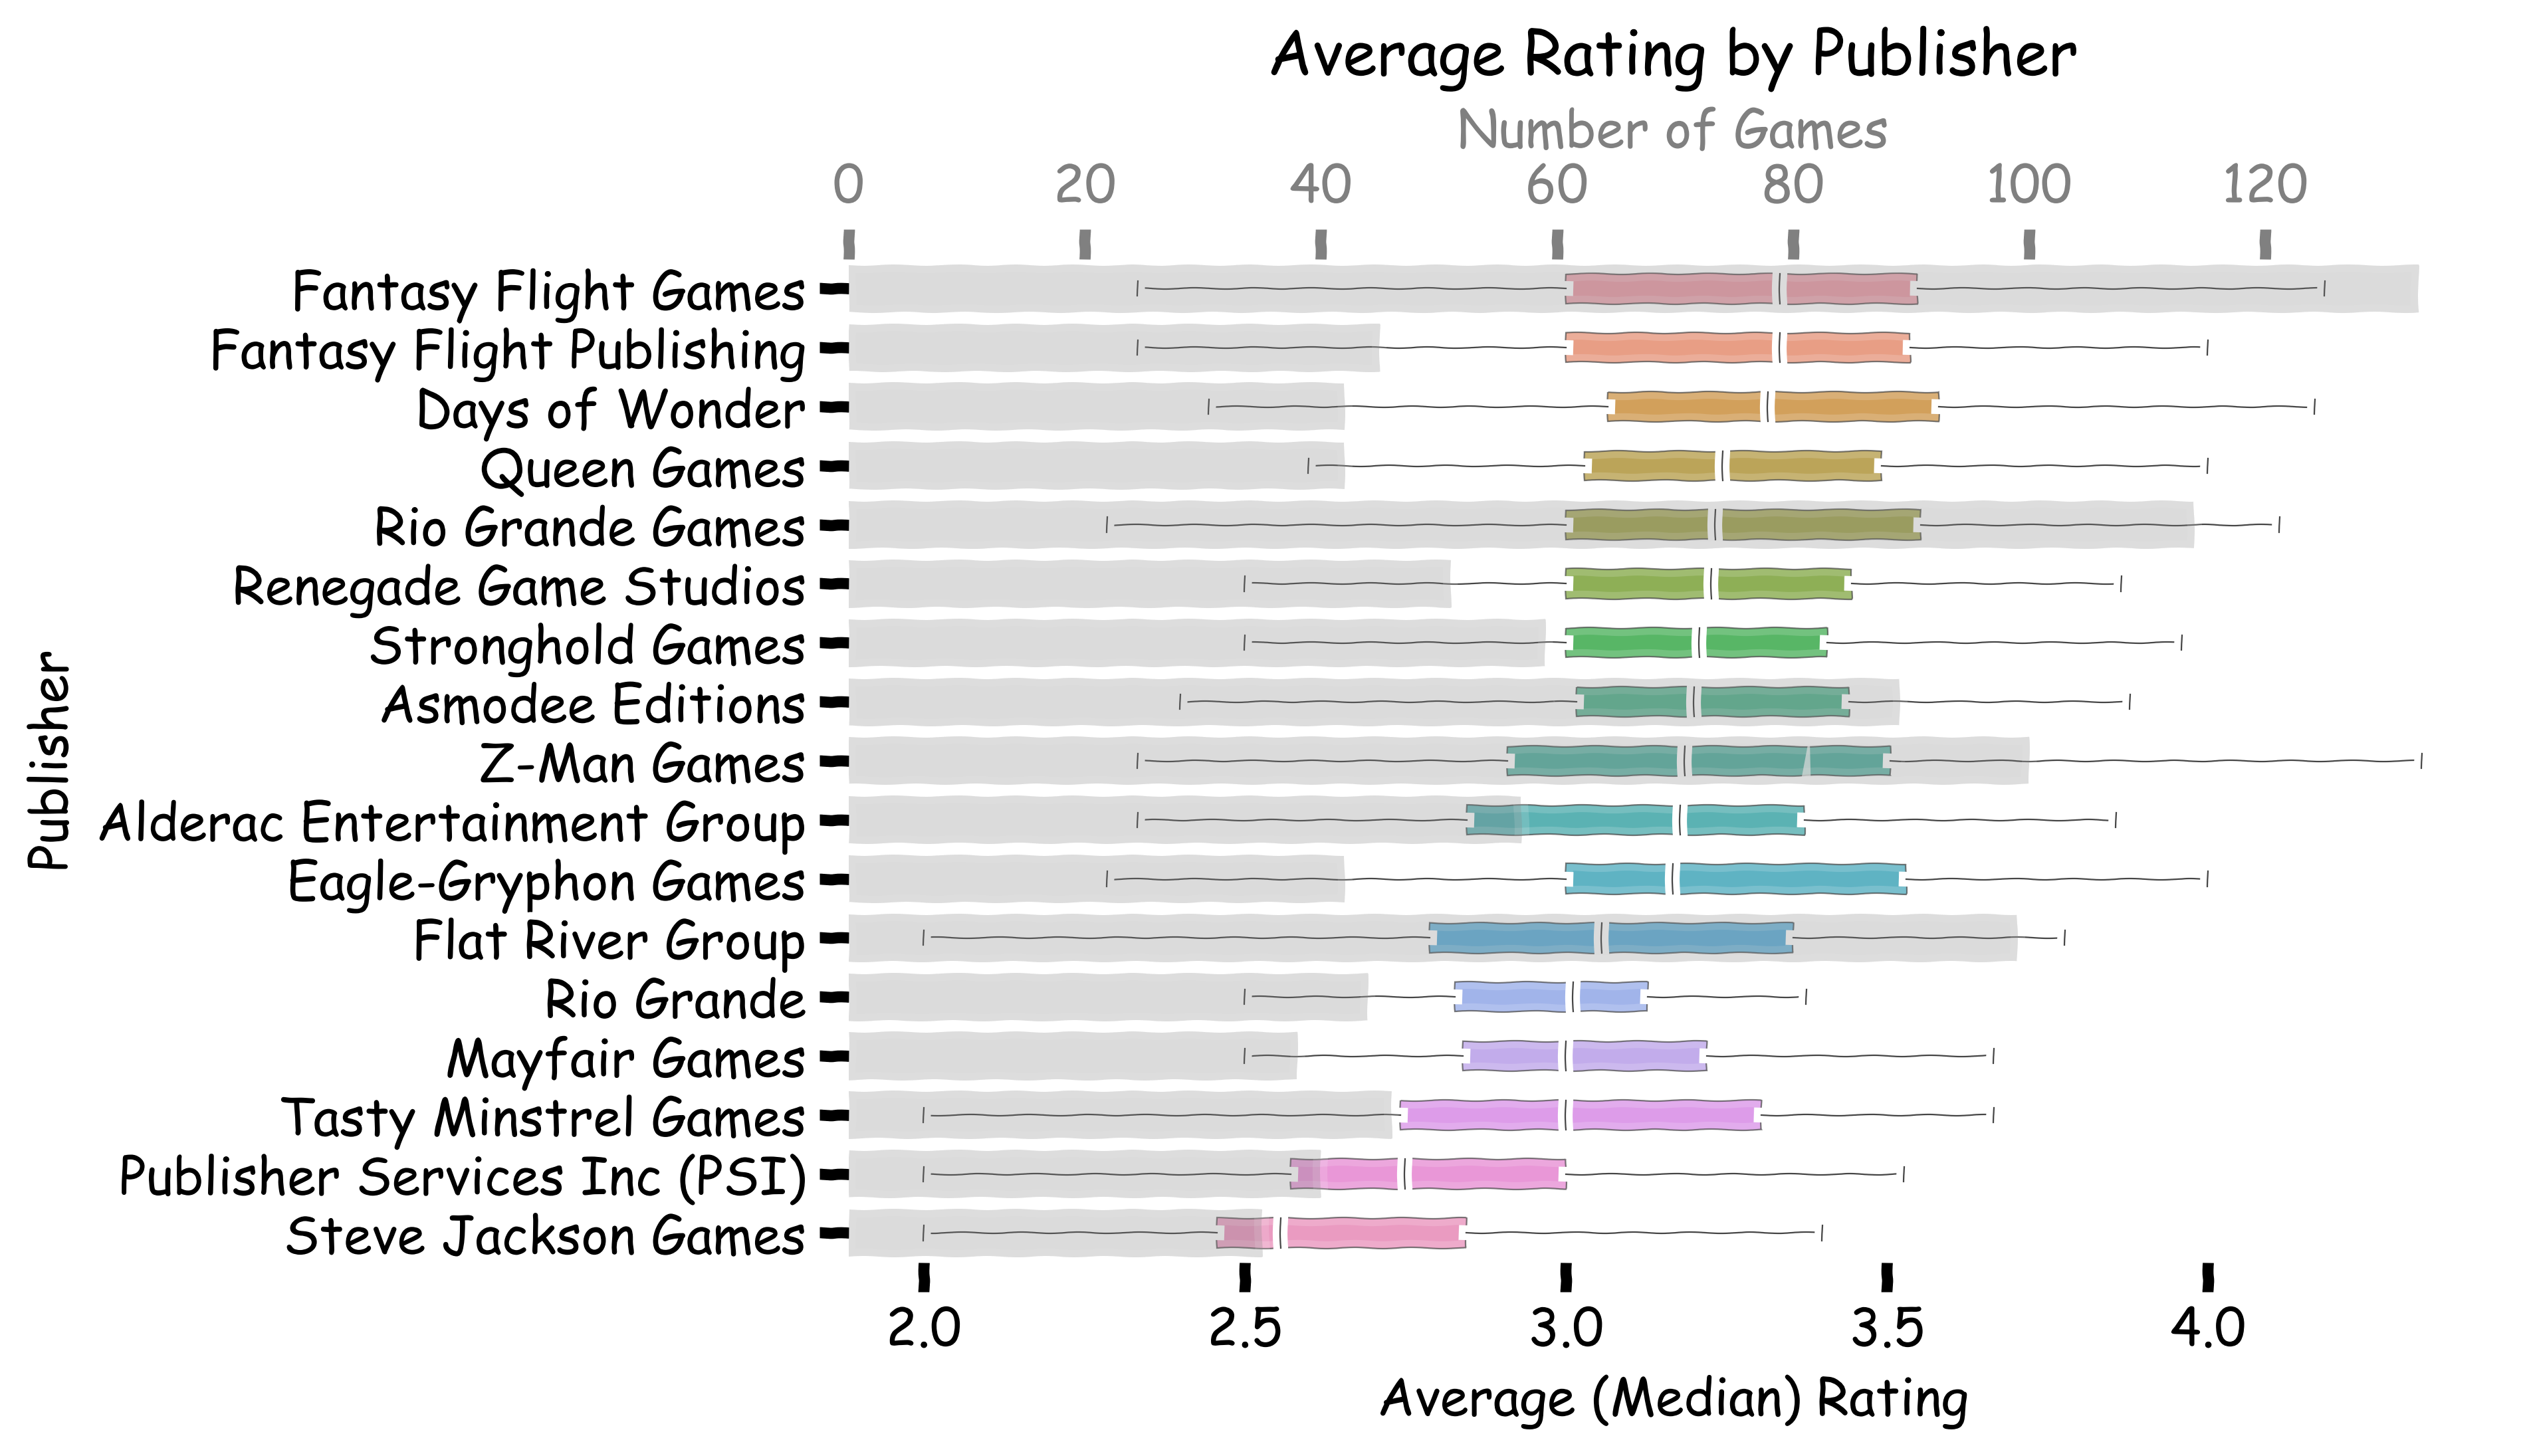 Average Rating by Publisher
Number of Games
0 20 40 60 80 100 120
Fantasy Flight Games
Fantasy Flight Publishing
Days of Wonder
Queen Games
Rio Grande Games
Renegade Game Studios
Stronghold Games
Asmodee Editions
Z-Man Games
Alderac Entertainment Group
Eagle-Gryphon Games
Flat River Group
Rio Grande
Mayfair Games
Tasty Minstrel Games
Publisher Services Inc (PSI)
Steve Jackson Games
Publisher
2.0 2.5 3.0 3.5 4.0
Average (Median) Rating